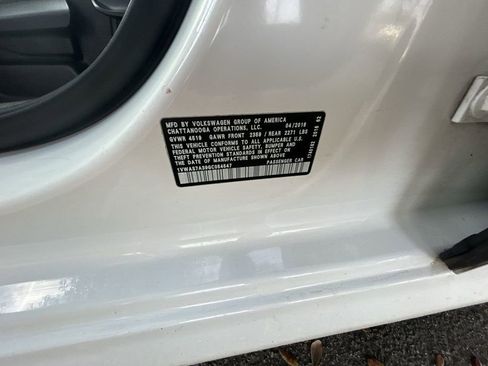 MFD BY VOLKSWAGEN GROUP OF AMERICA
CHATTANOOGA OPERATIONS, LLC. 04/2016
GVWR 4519 GAWR FRONT 2359 / REAR 2271 LBS
THIS VEHICLE CONFORMS TO ALL APPLICABLE U.S.
FEDERAL MOTOR VEHICLE SAFETY, BUMPER AND
THEFT PREVENTION STANDARDS IN EFFECT ON
THE DATE OF MANUFACTURE SHOWN ABOVE.
PASSENGER CAR